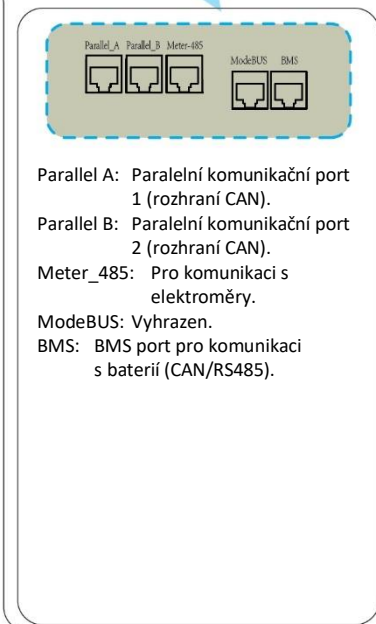 Parallel_A Parallel_B Meter-485
ModeBUS BMS
Parallel A: Paralelní komunikační port
1 (rozhraní CAN).
Parallel B: Paralelní komunikační port
2 (rozhraní CAN).
Meter_485: Pro komunikaci s
elektroměry.
ModeBUS: Vyhrazen.
BMS: BMS port pro komunikaci
s baterií (CAN/RS485).